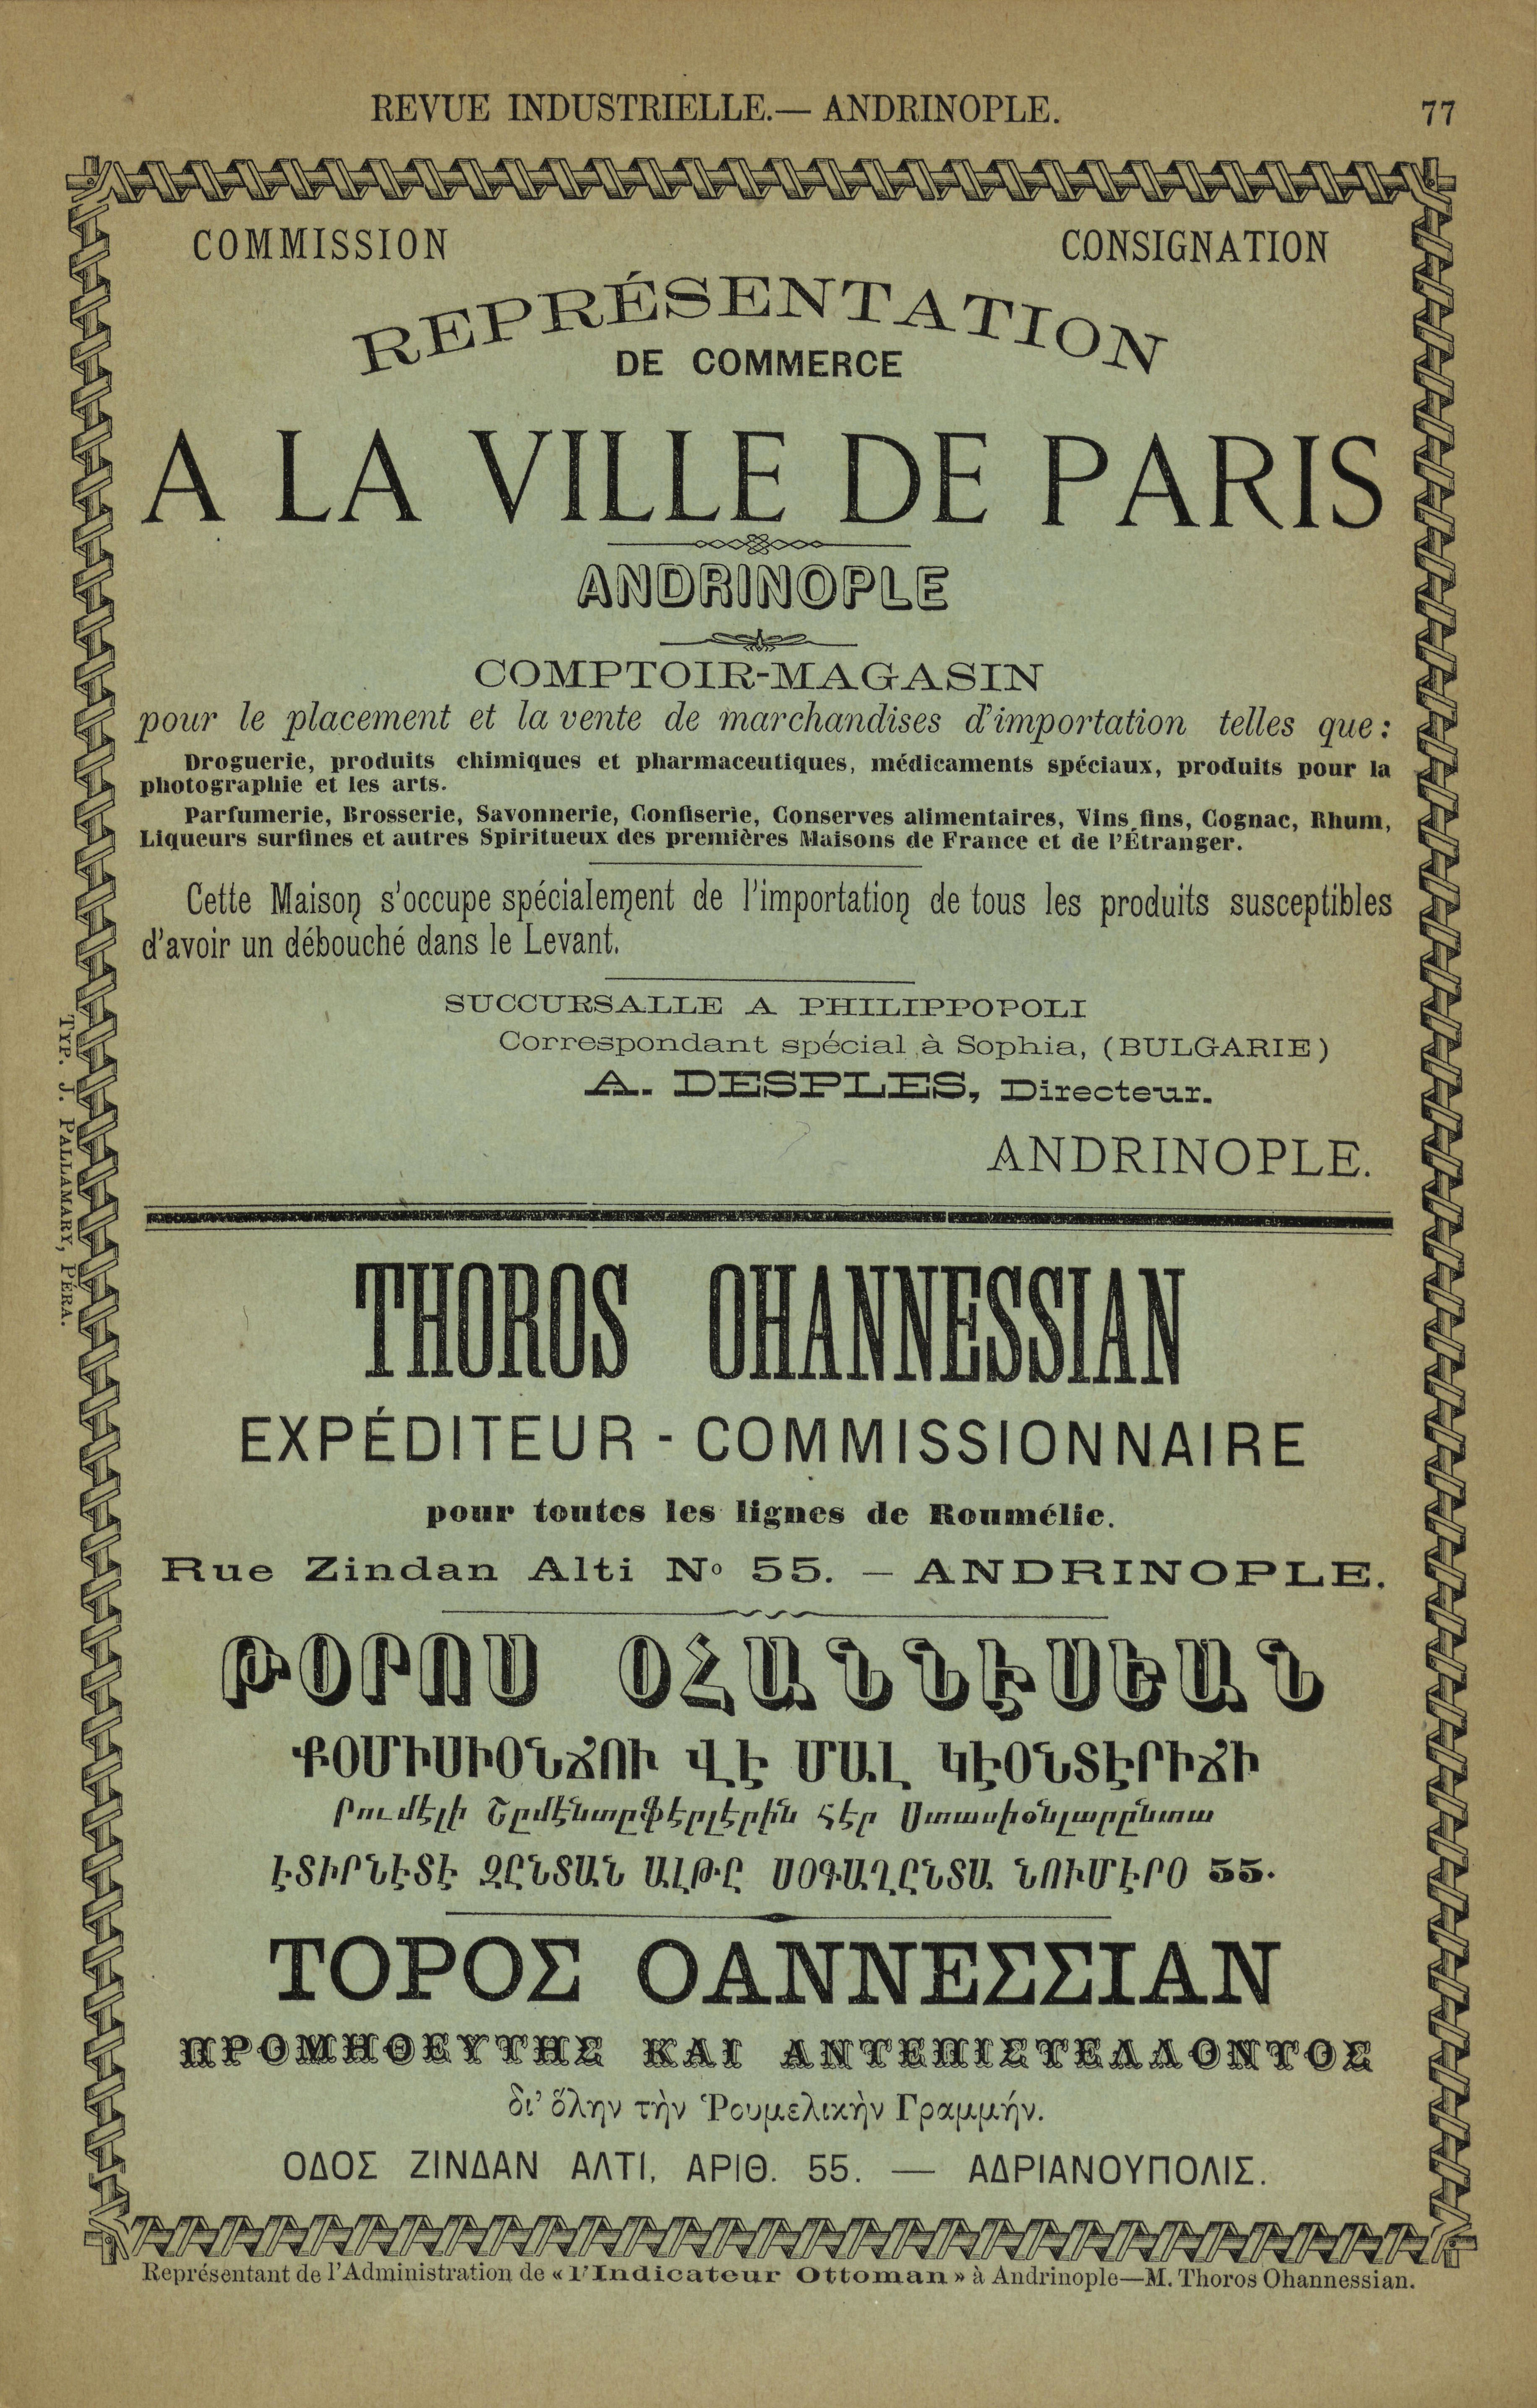 REVUE INDUSTRIELLE.— ANDRINOPLE.
77
COMMISSION
CONSIGNATION
REPRÉSENTATION
DE COMMERCE
A LA VILLE DE PARIS
ANDRINOPLE
COMPTOIR-MAGASIN
pour le placement et la vente de marchandises d'importation telles que:
Droguerie, produits chimiques et pharmaceutiques, médicaments spéciaux, produits pour la
photographie et les arts.
Parfumerie, Brosserie, Savonnerie, Confiserie, Conserves alimentaires, Vins fins, Cognac, Rhum,
Liqueurs surfines et autres Spiritueux des premières Maisons de France et de l'Étranger.
Cette Maison s'occupe spécialement de l'importation de tous les produits susceptibles
d'avoir un débouché dans le Levant.
SUCCURSALLE A PHILIPPOPOLI
Correspondant spécial à Sophia, (BULGARIE)
A. DESPLES, Directeur.
ANDRINOPLE.
TYP. J. PALLAMARY, PÉRA.
THOROS OHANNESSIAN
EXPÉDITEUR - COMMISSIONNAIRE
pour toutes les lignes de Roumélie.
Rue Zindan Alti No 55. — ANDRINOPLE.
ԹՕՐՈՍ ՕՀԱՆՆԷՍԵԱՆ
ՔՕՄԻՍԻՕՆՃՈՒ ՎԷ ՄԱԼ ԿԷՕՆՏԷՐԻՃԻ
Րումէլի Շըմէնտըֆէրլէրին հէր Ստասիօնլարընտա
ԷՏԻՐՆԷՏԷ ԶԸՆՏԱՆ ԱԼԹԸ ՍՕԳԱՂԸՆՏԱ ՆՈՒՄԷՐՕ 55.
ΤΟΡΟΣ ΟΑΝΝΕΣΣΙΑΝ
ΠΡΟΜΗΘΕΥΤΗΣ ΚΑΙ ΑΝΤΕΠΙΣΤΕΛΛΟΝΤΟΣ
δι' ὅλην τὴν Ῥουμελικὴν Γραμμήν.
ΟΔΟΣ ΖΙΝΔΑΝ ΑΛΤΙ, ΑΡΙΘ. 55. — ΑΔΡΙΑΝΟΥΠΟΛΙΣ.
Représentant de l'Administration de « l'Indicateur Ottoman » à Andrinople—M. Thoros Ohannessian.